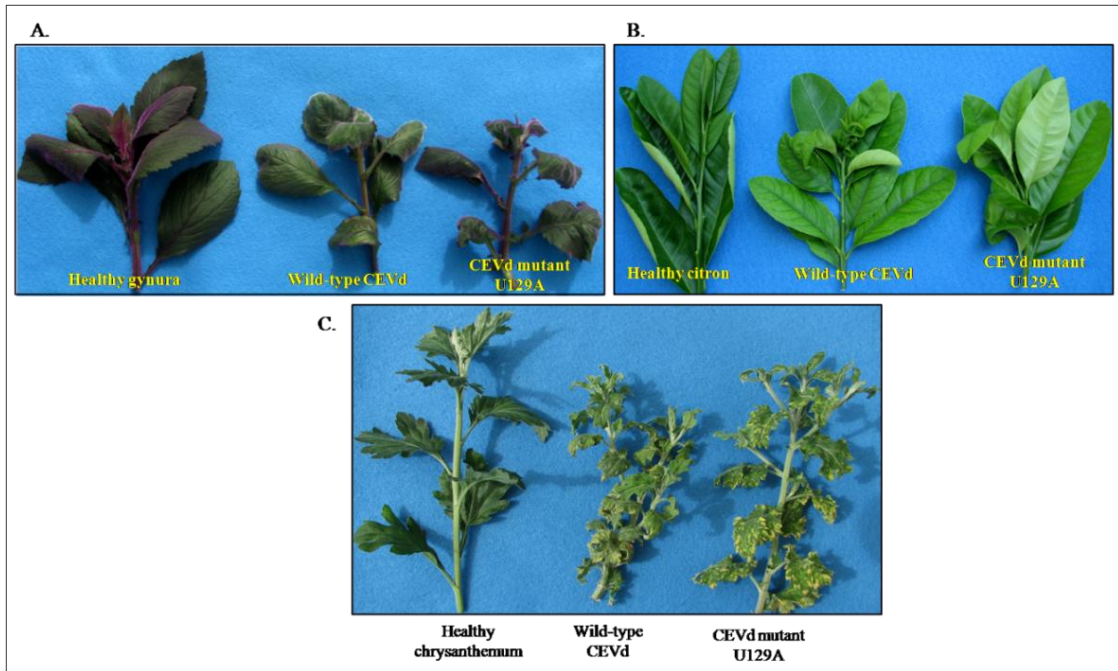 A.
B.
Healthy gynura
Wild-type CEVd
CEVd mutant
U129A
Healthy citron
Wild-type CEVd
CEVd mutant
U129A
C.
Healthy
chrysanthemum
Wild-type
CEVd
CEVd mutant
U129A